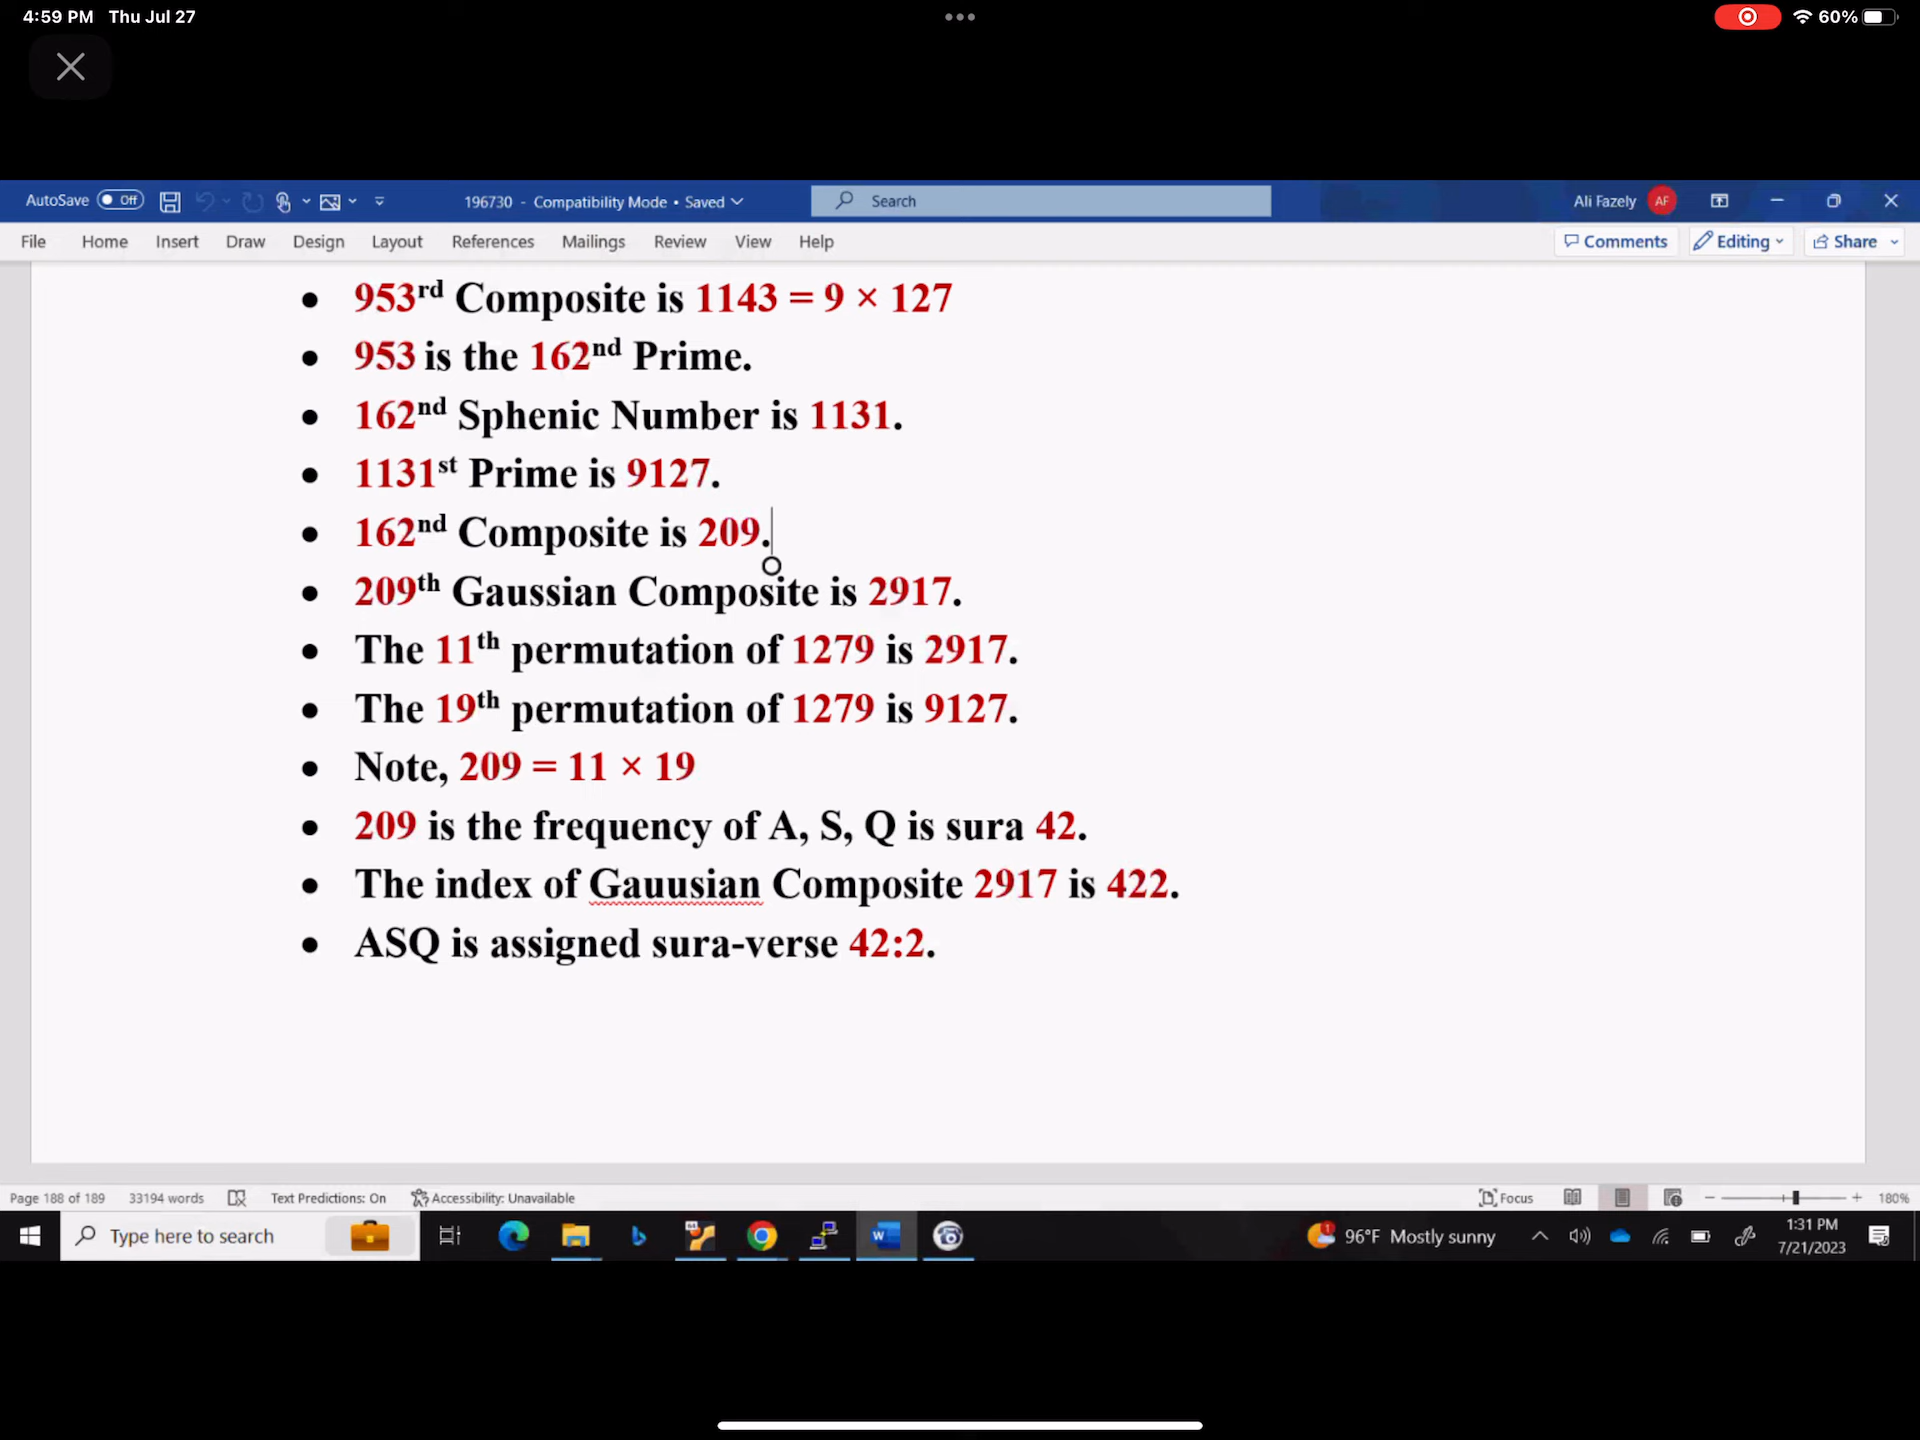 4:59 PM Thu Jul 27
60%
AutoSave Off
196730 - Compatibility Mode • Saved
Search
Ali Fazely AF
File Home Insert Draw Design Layout References Mailings Review View Help
Comments Editing Share
• 953rd Composite is 1143 = 9 × 127
• 953 is the 162nd Prime.
• 162nd Sphenic Number is 1131.
• 1131st Prime is 9127.
• 162nd Composite is 209.
• 209th Gaussian Composite is 2917.
• The 11th permutation of 1279 is 2917.
• The 19th permutation of 1279 is 9127.
• Note, 209 = 11 × 19
• 209 is the frequency of A, S, Q is sura 42.
• The index of Gauusian Composite 2917 is 422.
• ASQ is assigned sura-verse 42:2.
Page 188 of 189 33194 words Text Predictions: On Accessibility: Unavailable Focus 180%
Type here to search
96°F Mostly sunny
1:31 PM
7/21/2023